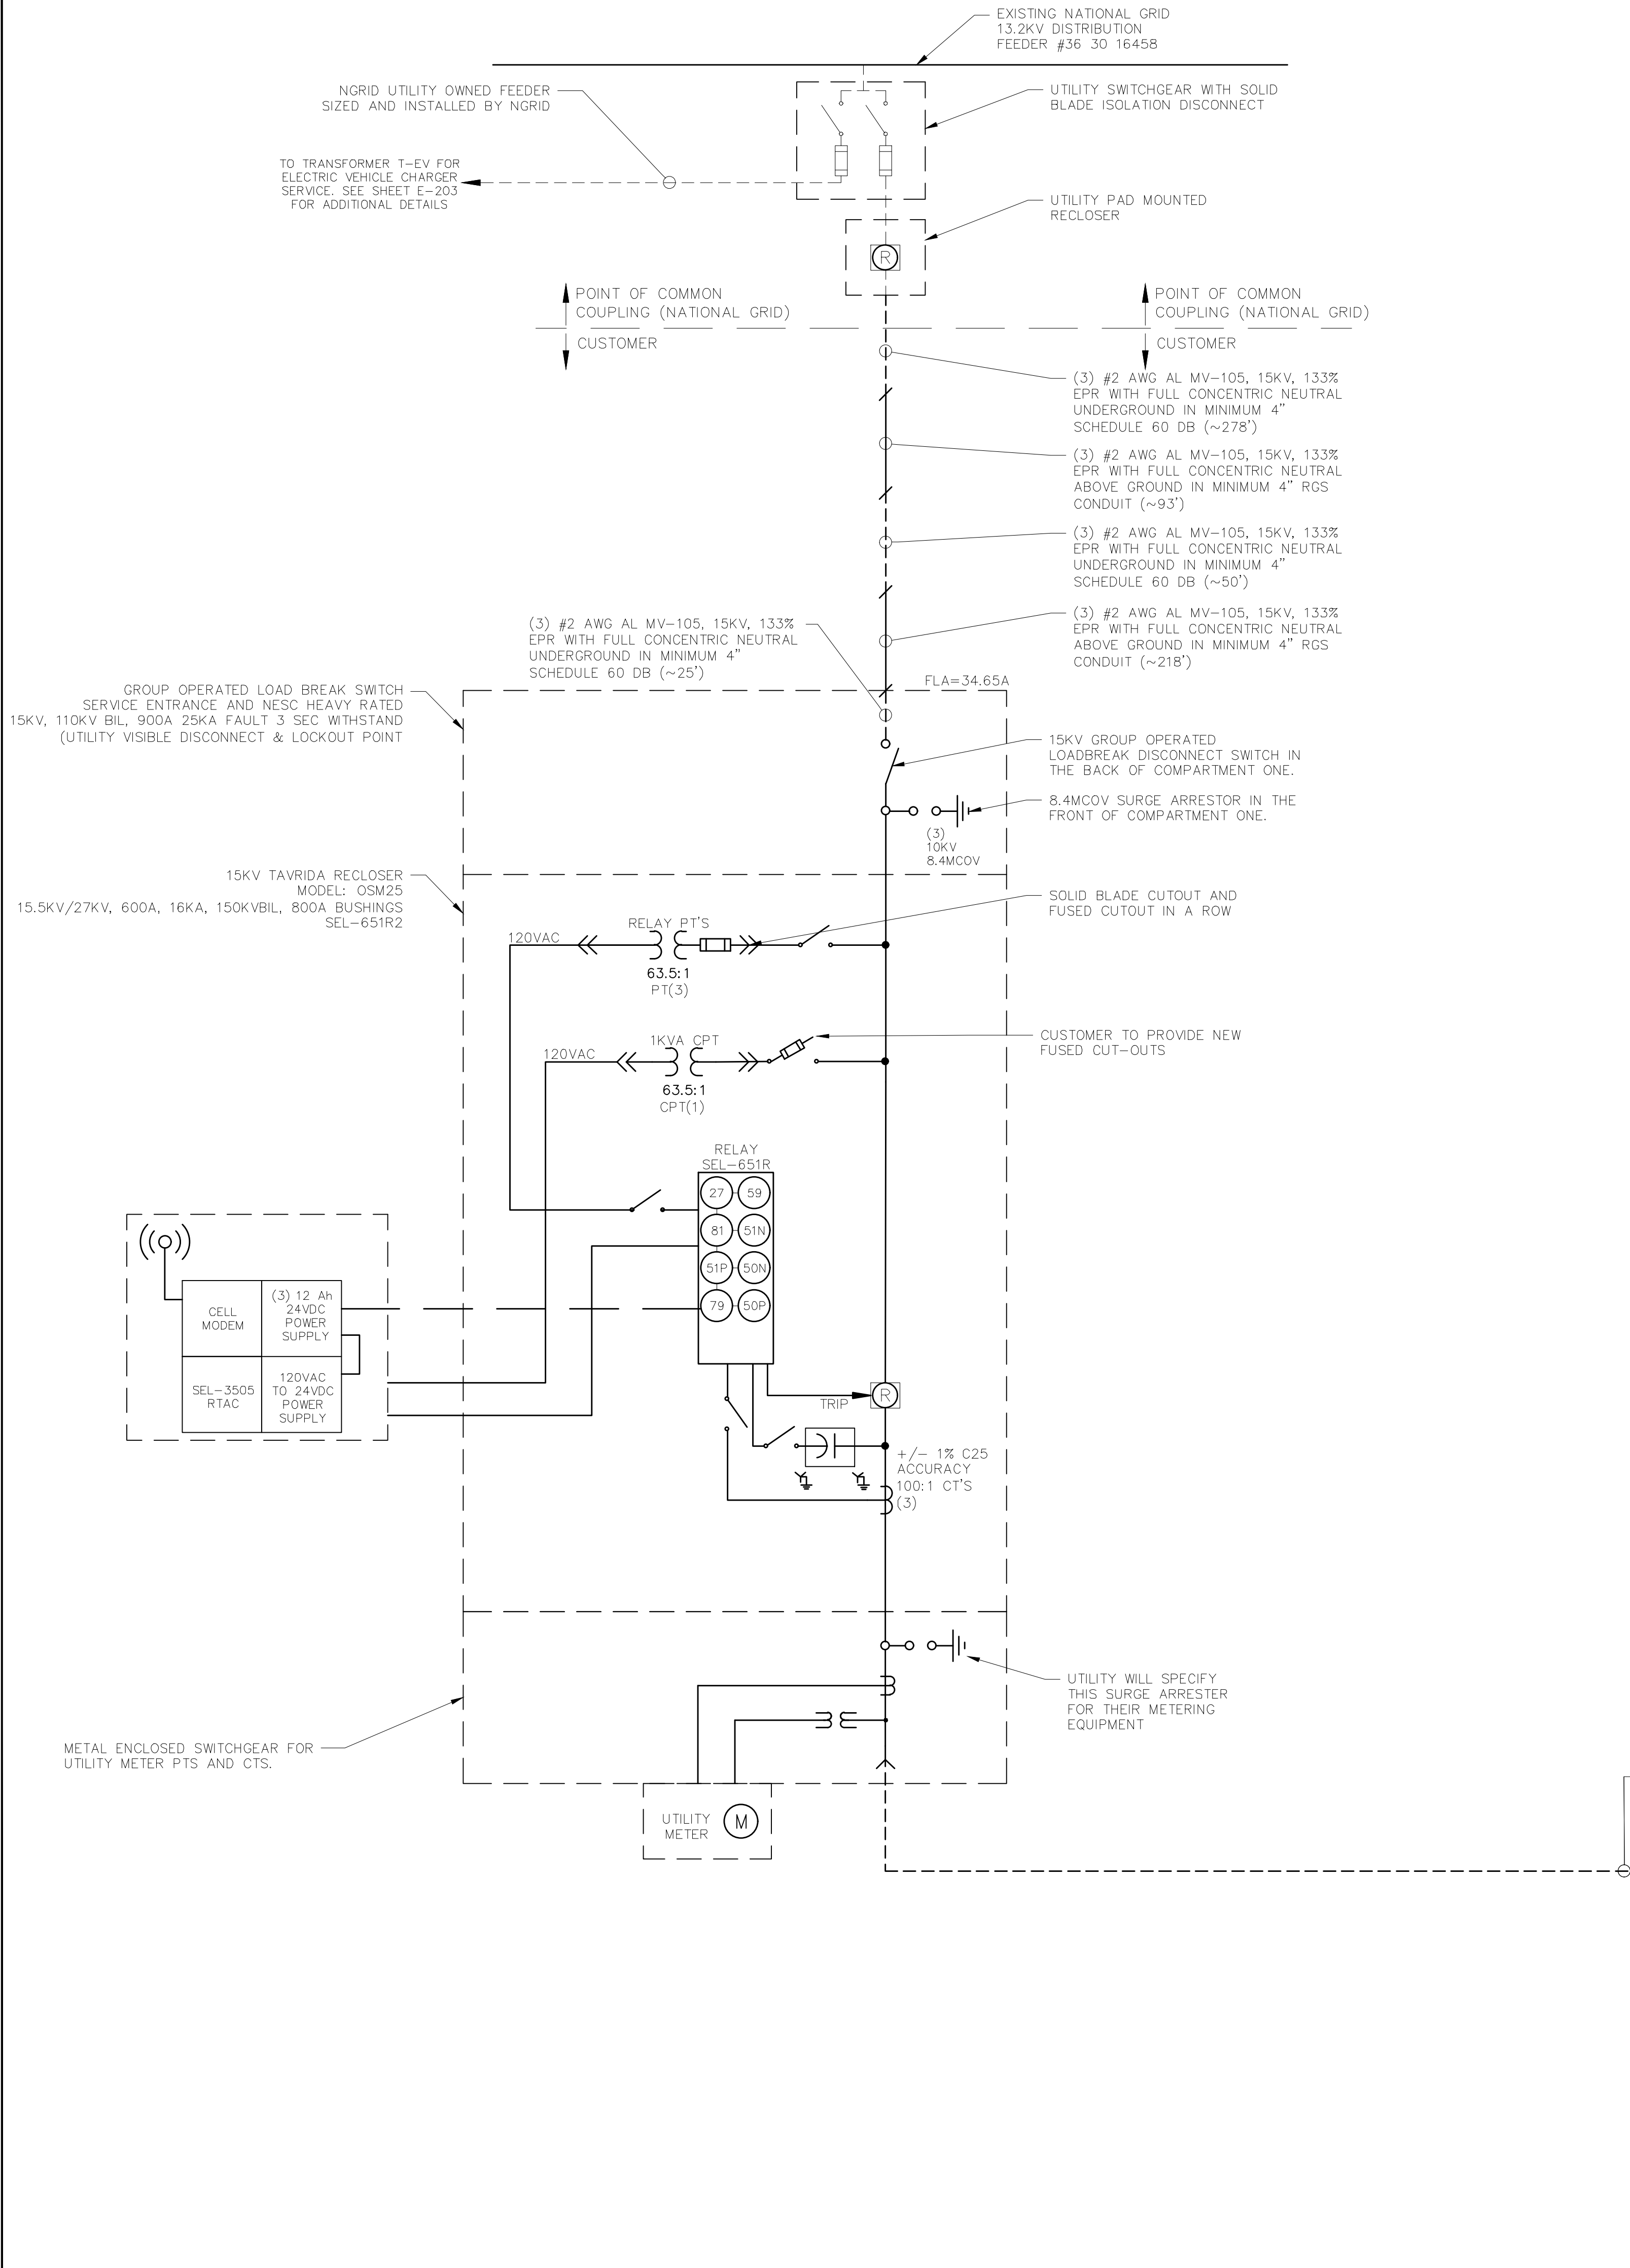 EXISTING NATIONAL GRID
13.2KV DISTRIBUTION
FEEDER #36 30 16458
NGRID UTILITY OWNED FEEDER
SIZED AND INSTALLED BY NGRID
UTILITY SWITCHGEAR WITH SOLID
BLADE ISOLATION DISCONNECT
TO TRANSFORMER T-EV FOR
ELECTRIC VEHICLE CHARGER
SERVICE. SEE SHEET E-203
FOR ADDITIONAL DETAILS
UTILITY PAD MOUNTED
RECLOSER
R
POINT OF COMMON
COUPLING (NATIONAL GRID)
CUSTOMER
POINT OF COMMON
COUPLING (NATIONAL GRID)
CUSTOMER
(3) #2 AWG AL MV-105, 15KV, 133%
EPR WITH FULL CONCENTRIC NEUTRAL
UNDERGROUND IN MINIMUM 4"
SCHEDULE 60 DB (~278')
(3) #2 AWG AL MV-105, 15KV, 133%
EPR WITH FULL CONCENTRIC NEUTRAL
ABOVE GROUND IN MINIMUM 4" RGS
CONDUIT (~93')
(3) #2 AWG AL MV-105, 15KV, 133%
EPR WITH FULL CONCENTRIC NEUTRAL
UNDERGROUND IN MINIMUM 4"
SCHEDULE 60 DB (~50')
(3) #2 AWG AL MV-105, 15KV, 133%
EPR WITH FULL CONCENTRIC NEUTRAL
ABOVE GROUND IN MINIMUM 4" RGS
CONDUIT (~218')
(3) #2 AWG AL MV-105, 15KV, 133%
EPR WITH FULL CONCENTRIC NEUTRAL
UNDERGROUND IN MINIMUM 4"
SCHEDULE 60 DB (~25')
FLA=34.65A
GROUP OPERATED LOAD BREAK SWITCH
SERVICE ENTRANCE AND NESC HEAVY RATED
15KV, 110KV BIL, 900A 25KA FAULT 3 SEC WITHSTAND
(UTILITY VISIBLE DISCONNECT & LOCKOUT POINT
15KV GROUP OPERATED
LOADBREAK DISCONNECT SWITCH IN
THE BACK OF COMPARTMENT ONE.
8.4MCOV SURGE ARRESTOR IN THE
FRONT OF COMPARTMENT ONE.
(3)
10KV
8.4MCOV
15KV TAVRIDA RECLOSER
MODEL: OSM25
15.5KV/27KV, 600A, 16KA, 150KVBIL, 800A BUSHINGS
SEL-651R2
SOLID BLADE CUTOUT AND
FUSED CUTOUT IN A ROW
RELAY PT'S
120VAC
63.5:1
PT(3)
CUSTOMER TO PROVIDE NEW
FUSED CUT-OUTS
1KVA CPT
120VAC
63.5:1
CPT(1)
RELAY
SEL-651R
27
59
81
51N
51P
50N
79
50P
CELL
MODEM
(3) 12 Ah
24VDC
POWER
SUPPLY
SEL-3505
RTAC
120VAC
TO 24VDC
POWER
SUPPLY
TRIP
R
+/- 1% C25
ACCURACY
100:1 CT'S
(3)
UTILITY WILL SPECIFY
THIS SURGE ARRESTER
FOR THEIR METERING
EQUIPMENT
METAL ENCLOSED SWITCHGEAR FOR
UTILITY METER PTS AND CTS.
UTILITY
METER
M